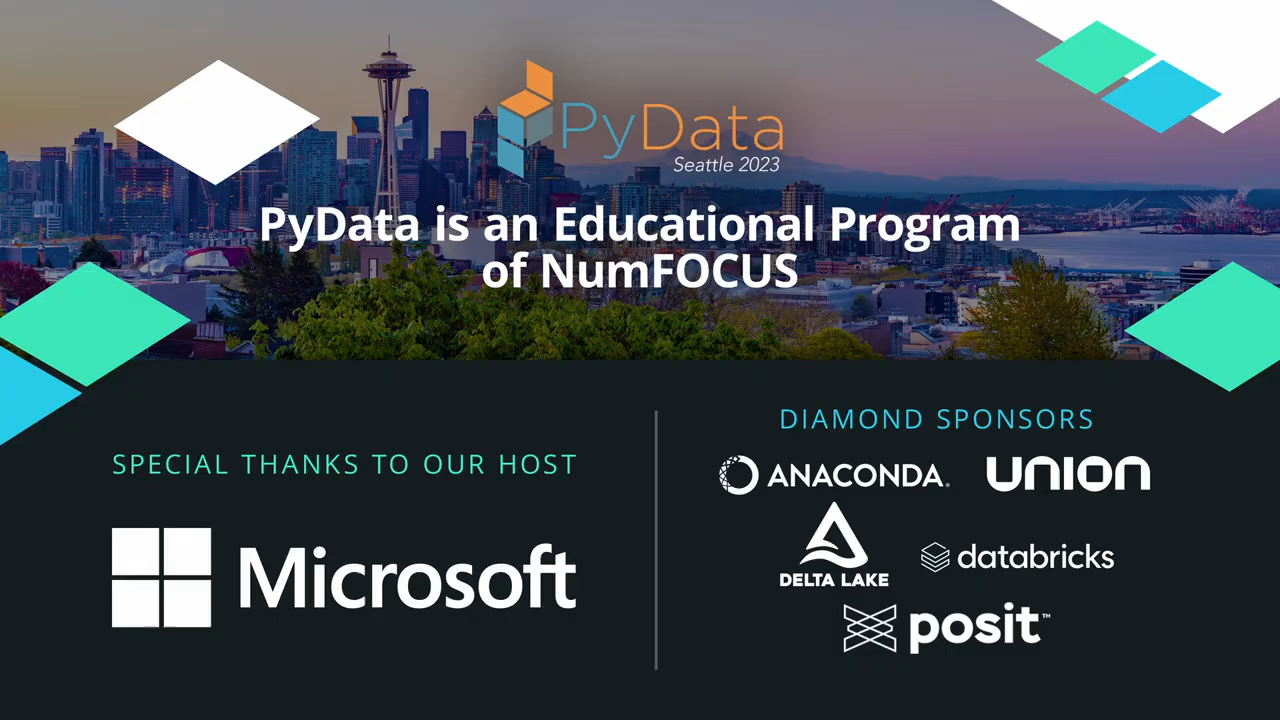 PyData
Seattle 2023
PyData is an Educational Program
of NumFOCUS
SPECIAL THANKS TO OUR HOST
Microsoft
DIAMOND SPONSORS
ANACONDA.
UNION
DELTA LAKE
databricks
posit™